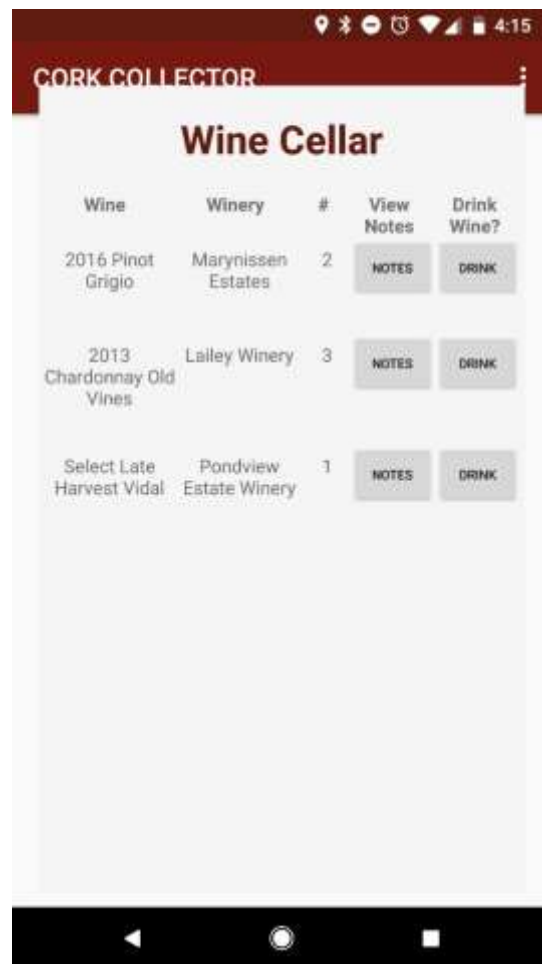 4:15
CORK COLLECTOR
Wine Cellar
Wine Winery # View Notes Drink Wine?
2016 Pinot Grigio Marynissen Estates 2 NOTES DRINK
2013 Chardonnay Old Vines Lailey Winery 3 NOTES DRINK
Select Late Harvest Vidal Pondview Estate Winery 1 NOTES DRINK